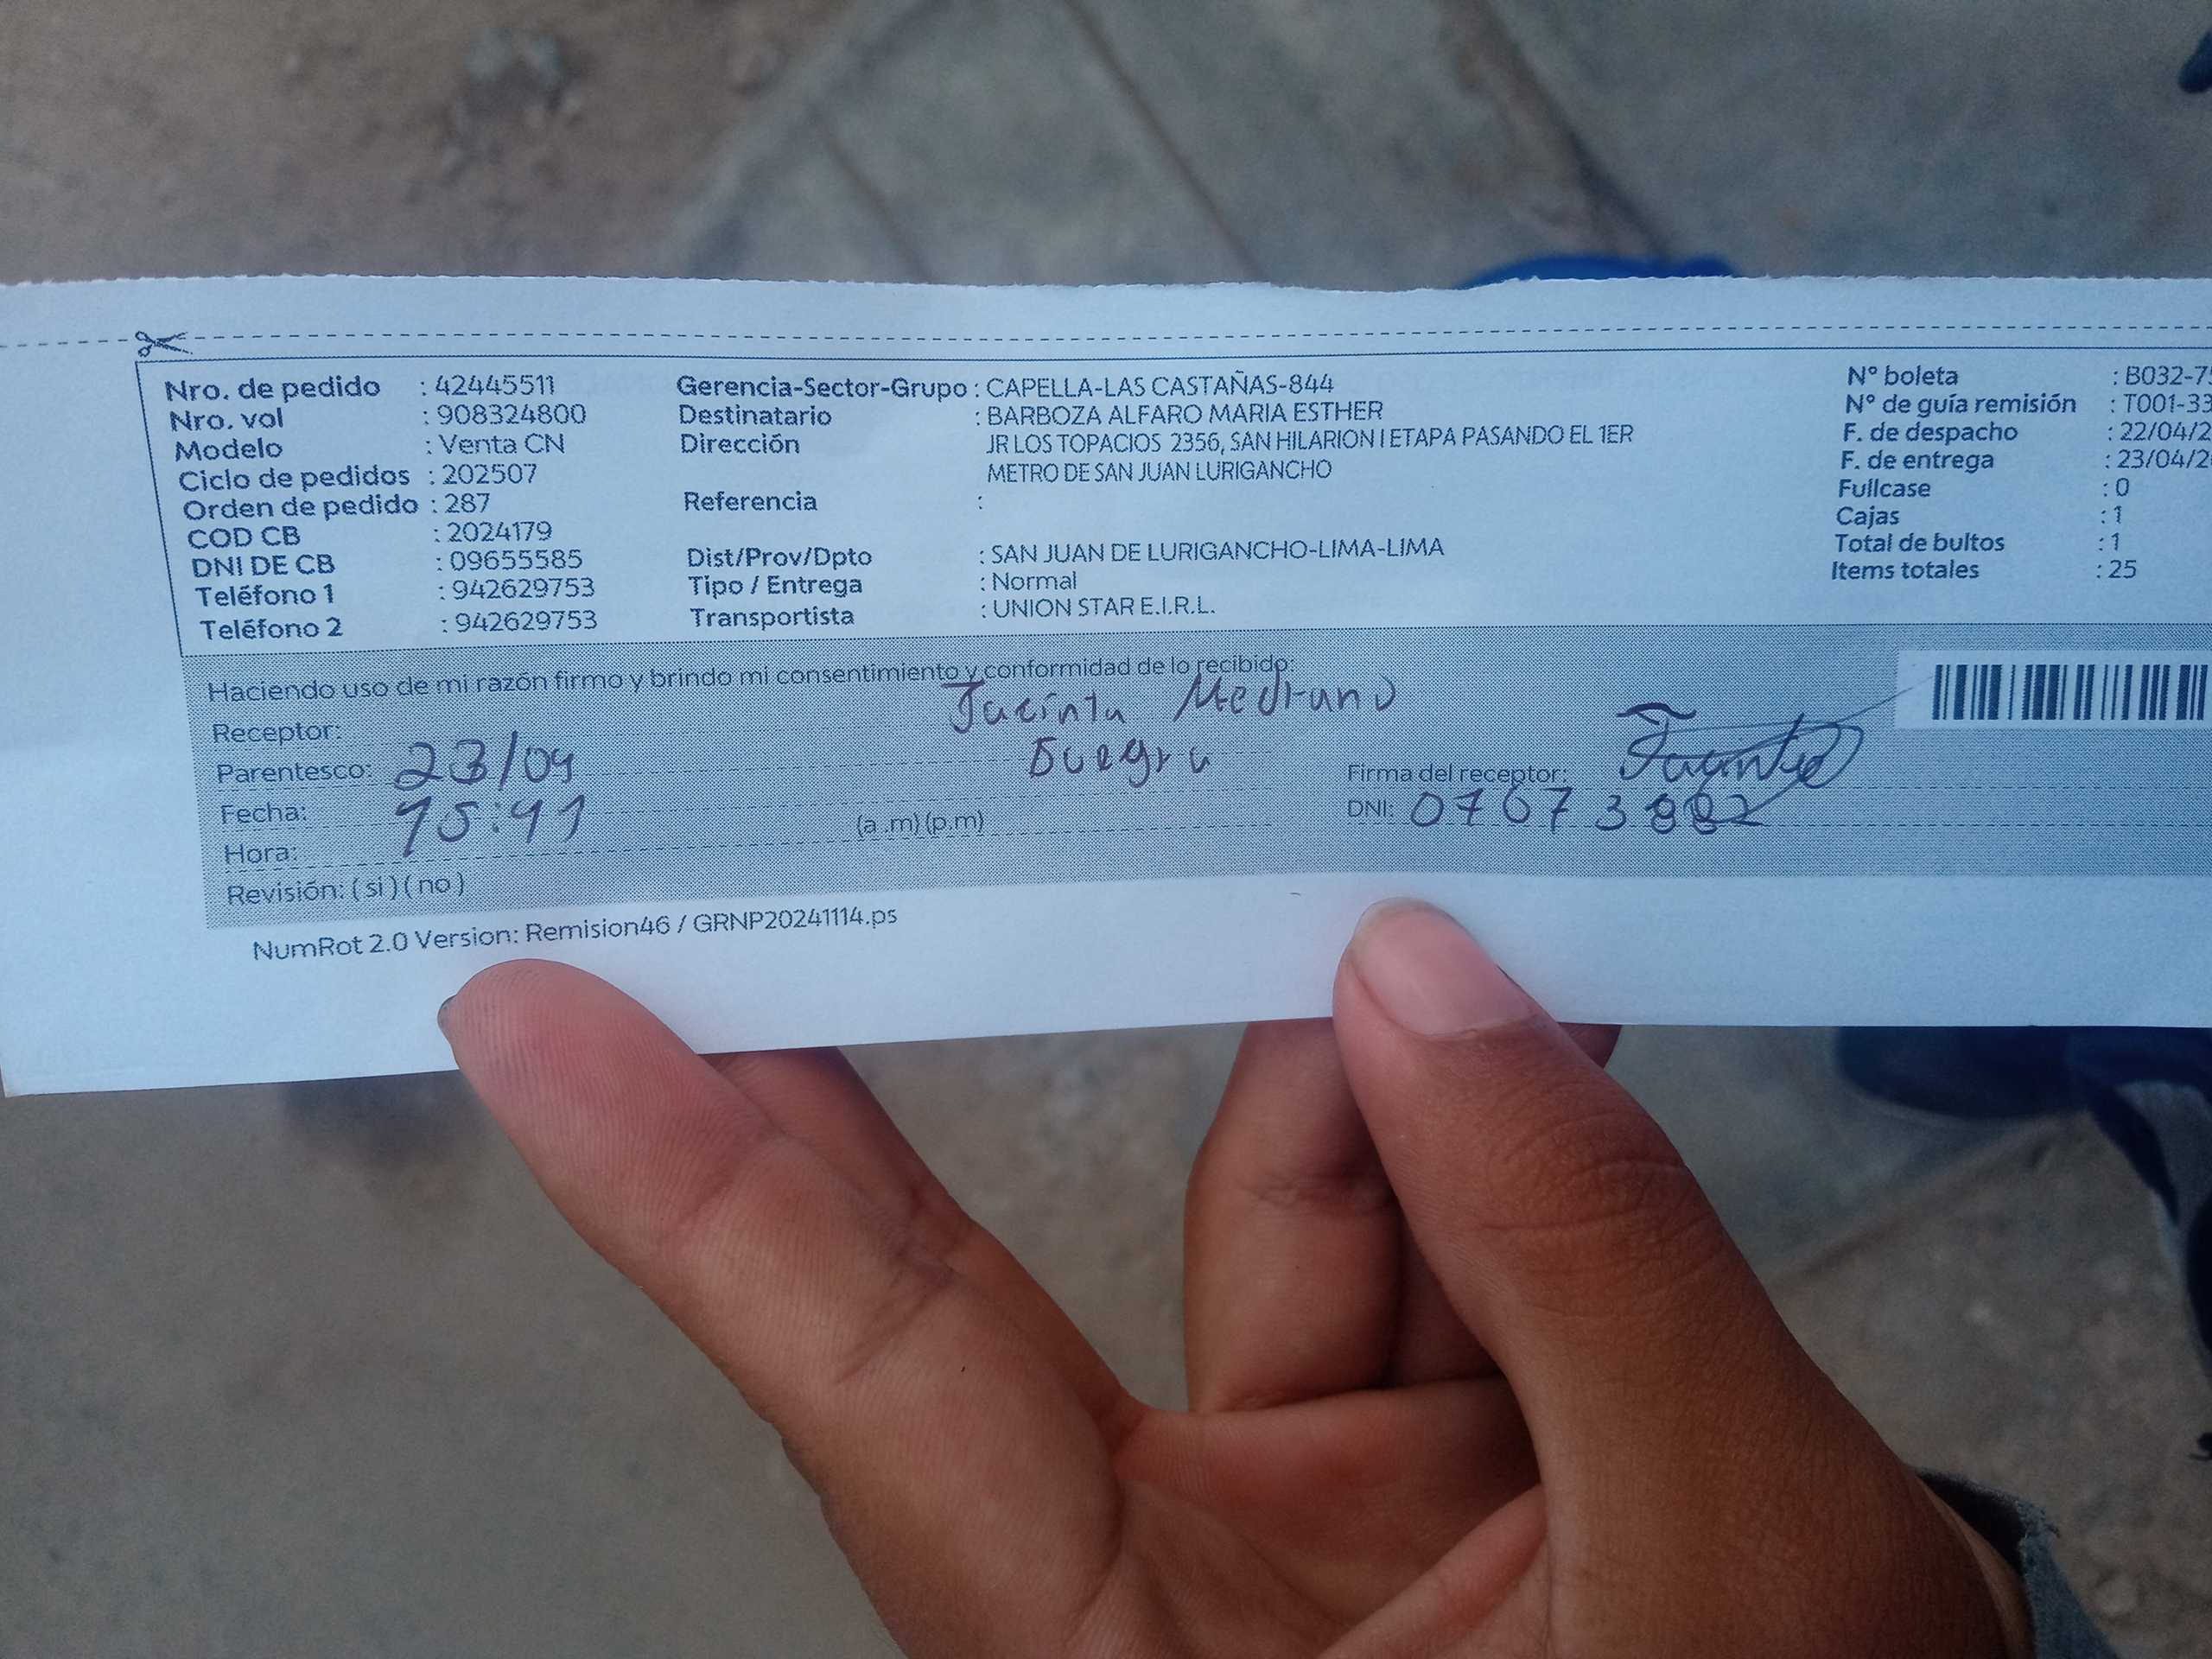 Nro. de pedido : 42445511
Nro. vol : 908324800
Modelo : Venta CN
Ciclo de pedidos : 202507
Orden de pedido : 287
COD CB : 2024179
DNI DE CB : 09655585
Teléfono 1 : 942629753
Teléfono 2 : 942629753
Gerencia-Sector-Grupo : CAPELLA-LAS CASTAÑAS-844
Destinatario : BARBOZA ALFARO MARIA ESTHER
Dirección JR LOS TOPACIOS 2356, SAN HILARION I ETAPA PASANDO EL 1ER
METRO DE SAN JUAN LURIGANCHO
Referencia :
Dist/Prov/Dpto : SAN JUAN DE LURIGANCHO-LIMA-LIMA
Tipo / Entrega : Normal
Transportista : UNION STAR E.I.R.L.
N° boleta : B032-7
N° de guía remisión : T001-33
F. de despacho : 22/04/2
F. de entrega : 23/04/2
Fullcase : 0
Cajas : 1
Total de bultos : 1
Items totales : 25
Haciendo uso de mi razón firmo y brindo mi consentimiento y conformidad de lo recibido:
Receptor: Jacinta Medrano
Parentesco: 23/04 Suegra
Fecha: 15:41
Hora: (a .m) (p.m)
Revisión: ( si ) ( no )
Firma del receptor:
DNI: 07673882
NumRot 2.0 Version: Remision46 / GRNP20241114.ps